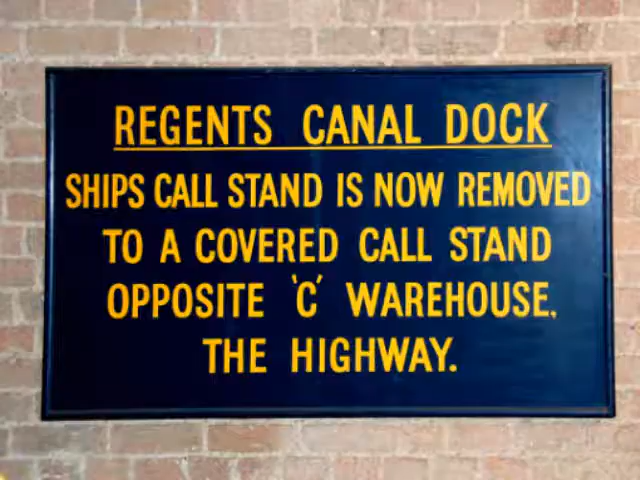 REGENTS CANAL DOCK
SHIPS CALL STAND IS NOW REMOVED
TO A COVERED CALL STAND
OPPOSITE 'C' WAREHOUSE,
THE HIGHWAY.